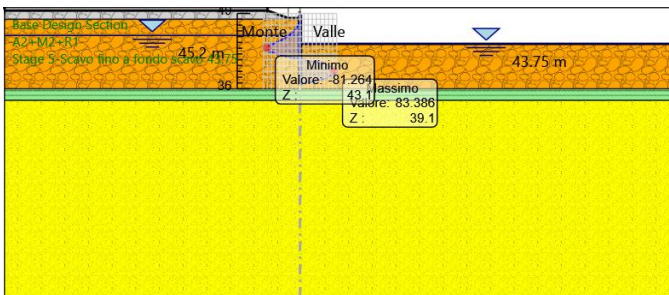 Base Design Section
A2+M2+R1
Stage 5-Scavo fino a fondo scavo 43.75
45.2 m
Monte
Valle
36
Minimo
Valore: -81.264
Z : 43.1
Massimo
Valore: 83.386
Z : 39.1
43.75 m